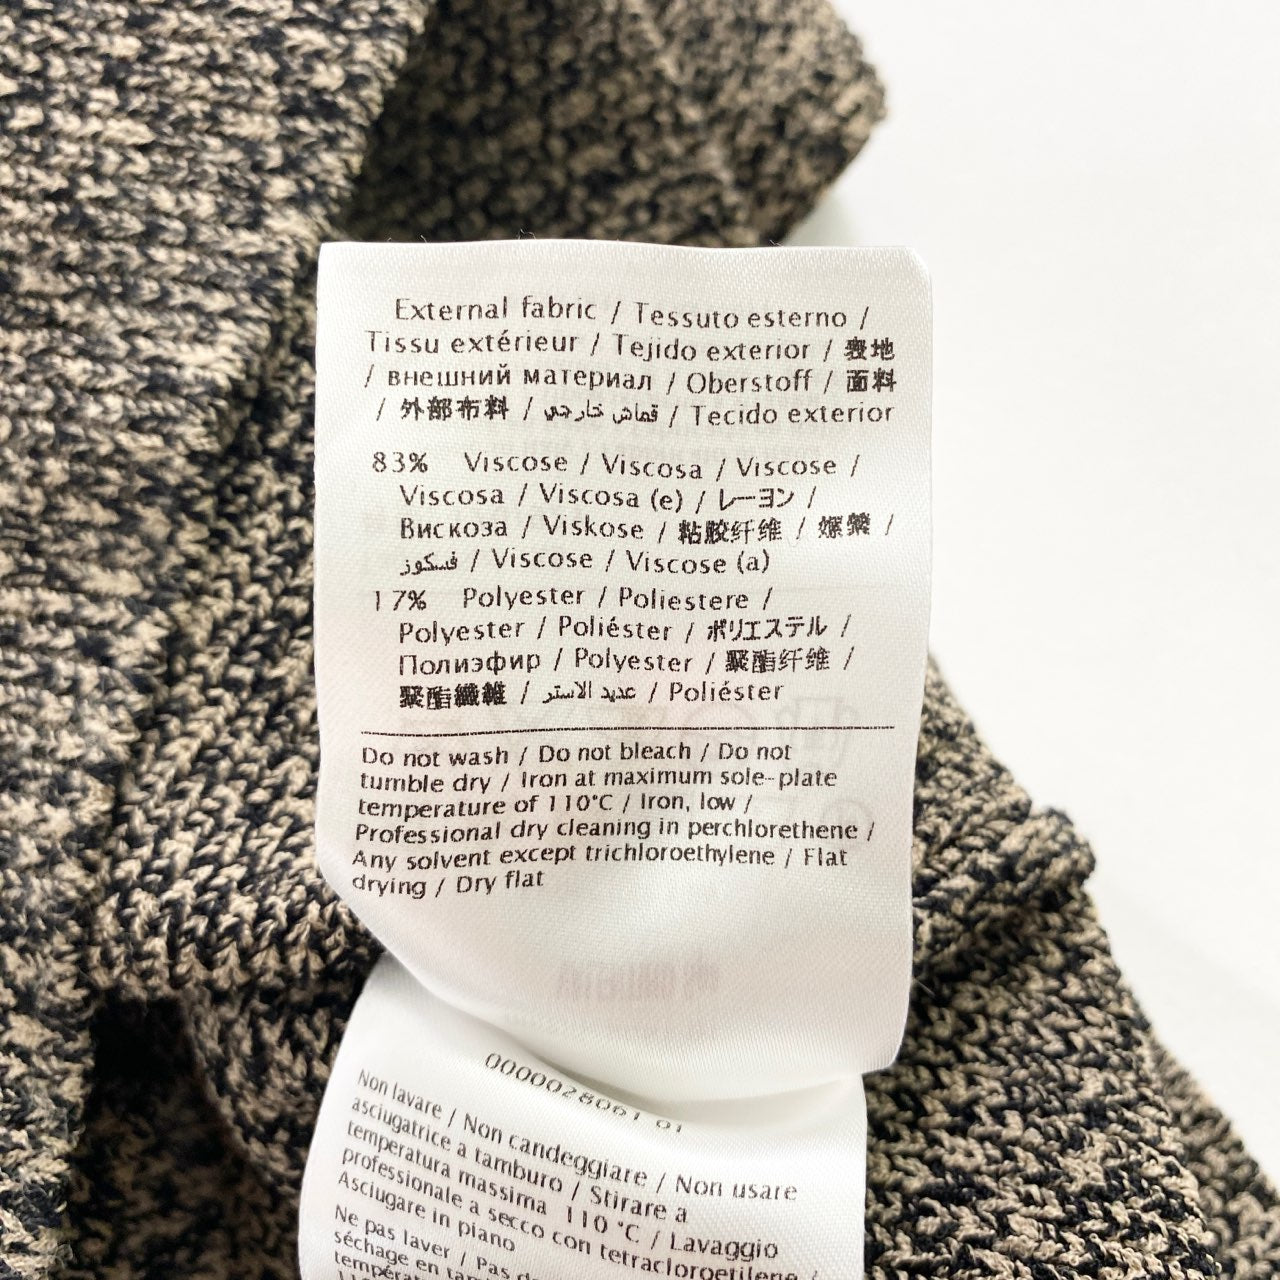 External fabric / Tessuto esterno /
Tissu extérieur / Tejido exterior / 表地
/ внешний материал / Oberstoff / 面料
/ 外部布料 / قماش خارجي / Tecido exterior
83% Viscose / Viscosa / Viscose /
Viscosa / Viscosa (e) / レーヨン /
Вискоза / Viskose / 粘胶纤维 / 嫘縈 /
فسكوز / Viscose / Viscose (a)
17% Polyester / Poliestere /
Polyester / Poliéster / ポリエステル /
Полиэфир / Polyester / 聚酯纤维 /
聚酯纖維 / عديد الاستر / Poliéster
Do not wash / Do not bleach / Do not
tumble dry / Iron at maximum sole-plate
temperature of 110°C / Iron, low /
Professional dry cleaning in perchlorethene /
Any solvent except trichloroethylene / Flat
drying / Dry flat
0000028061 01
Non lavare / Non candeggiare / Non usare
asciugatrice a tamburo / Stirare a
temperatura massima 110 °C / Lavaggio
professionale a secco con tetracloroetilene /
Asciugare in piano
Ne pas laver / Pas
séchage en